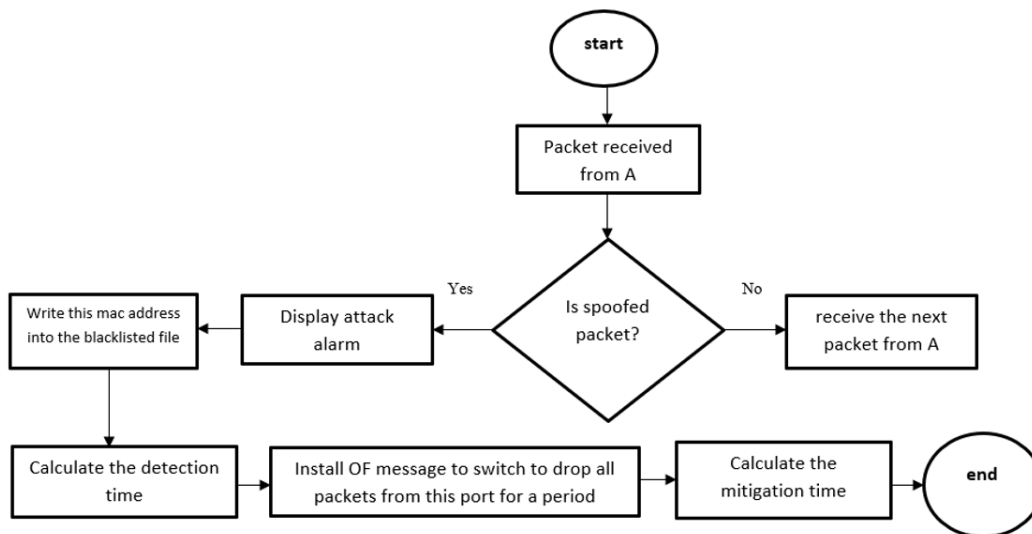 start
Packet received
from A
Is spoofed
packet?
Yes
No
Display attack
alarm
Write this mac address
into the blacklisted file
receive the next
packet from A
Calculate the detection
time
Install OF message to switch to drop all
packets from this port for a period
Calculate the
mitigation time
end